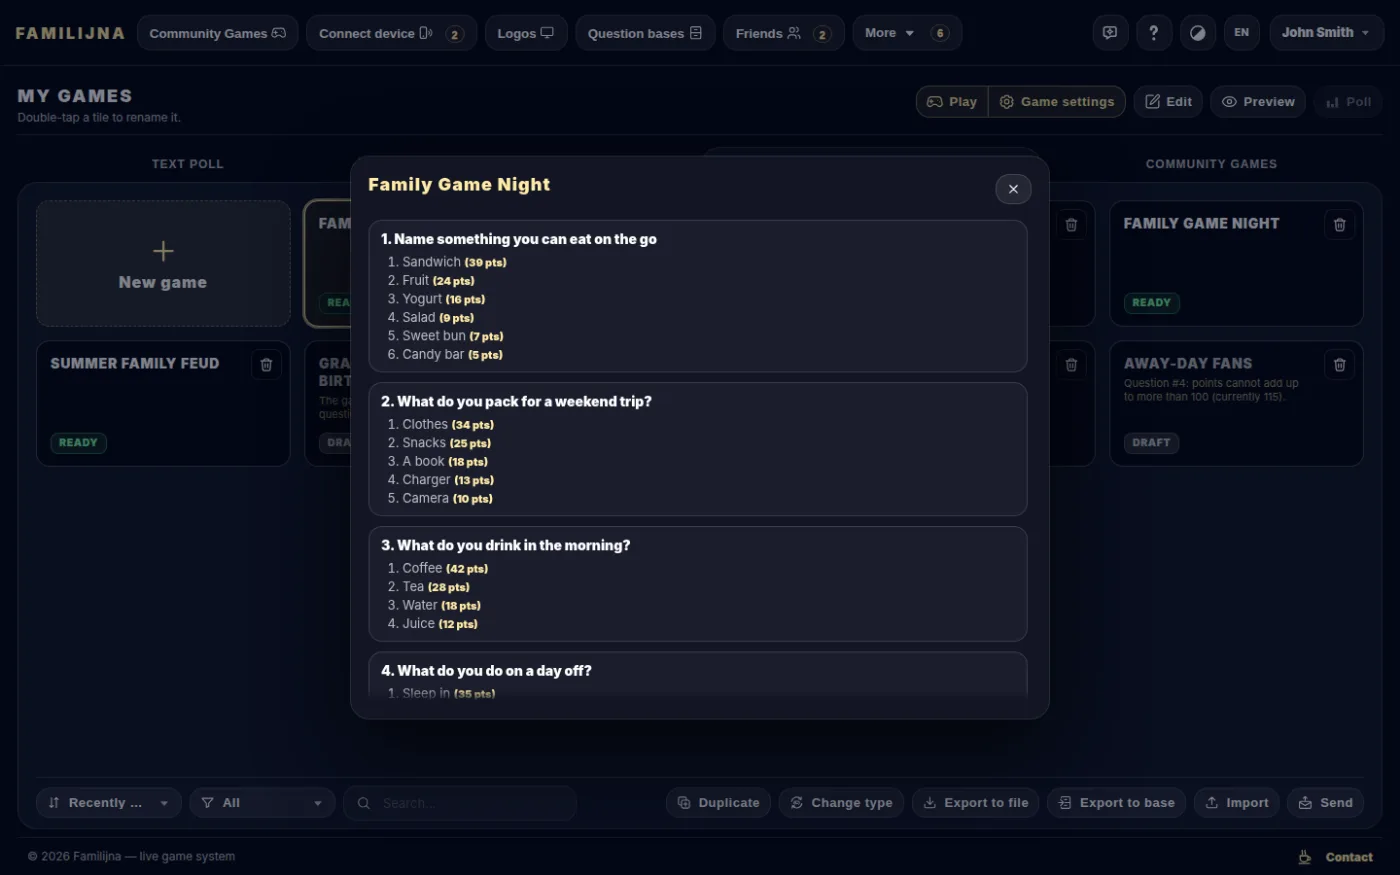 FAMILIJNA
Community Games
Connect device 2
Logos
Question bases
Friends 2
More 6
?
EN
John Smith
MY GAMES
Double-tap a tile to rename it.
Play
Game settings
Edit
Preview
Poll
TEXT POLL
COMMUNITY GAMES
New game
FAM
REA
FAMILY GAME NIGHT
READY
SUMMER FAMILY FEUD
READY
GRA
BIRT
The ga
questi
DRA
AWAY-DAY FANS
Question #4: points cannot add up
to more than 100 (currently 115).
DRAFT
Family Game Night
1. Name something you can eat on the go
1. Sandwich (39 pts)
2. Fruit (24 pts)
3. Yogurt (16 pts)
4. Salad (9 pts)
5. Sweet bun (7 pts)
6. Candy bar (5 pts)
2. What do you pack for a weekend trip?
1. Clothes (34 pts)
2. Snacks (25 pts)
3. A book (18 pts)
4. Charger (13 pts)
5. Camera (10 pts)
3. What do you drink in the morning?
1. Coffee (42 pts)
2. Tea (28 pts)
3. Water (18 pts)
4. Juice (12 pts)
4. What do you do on a day off?
1. Sleep in (35 pts)
Recently ...
All
Search...
Duplicate
Change type
Export to file
Export to base
Import
Send
© 2026 Familijna — live game system
Contact